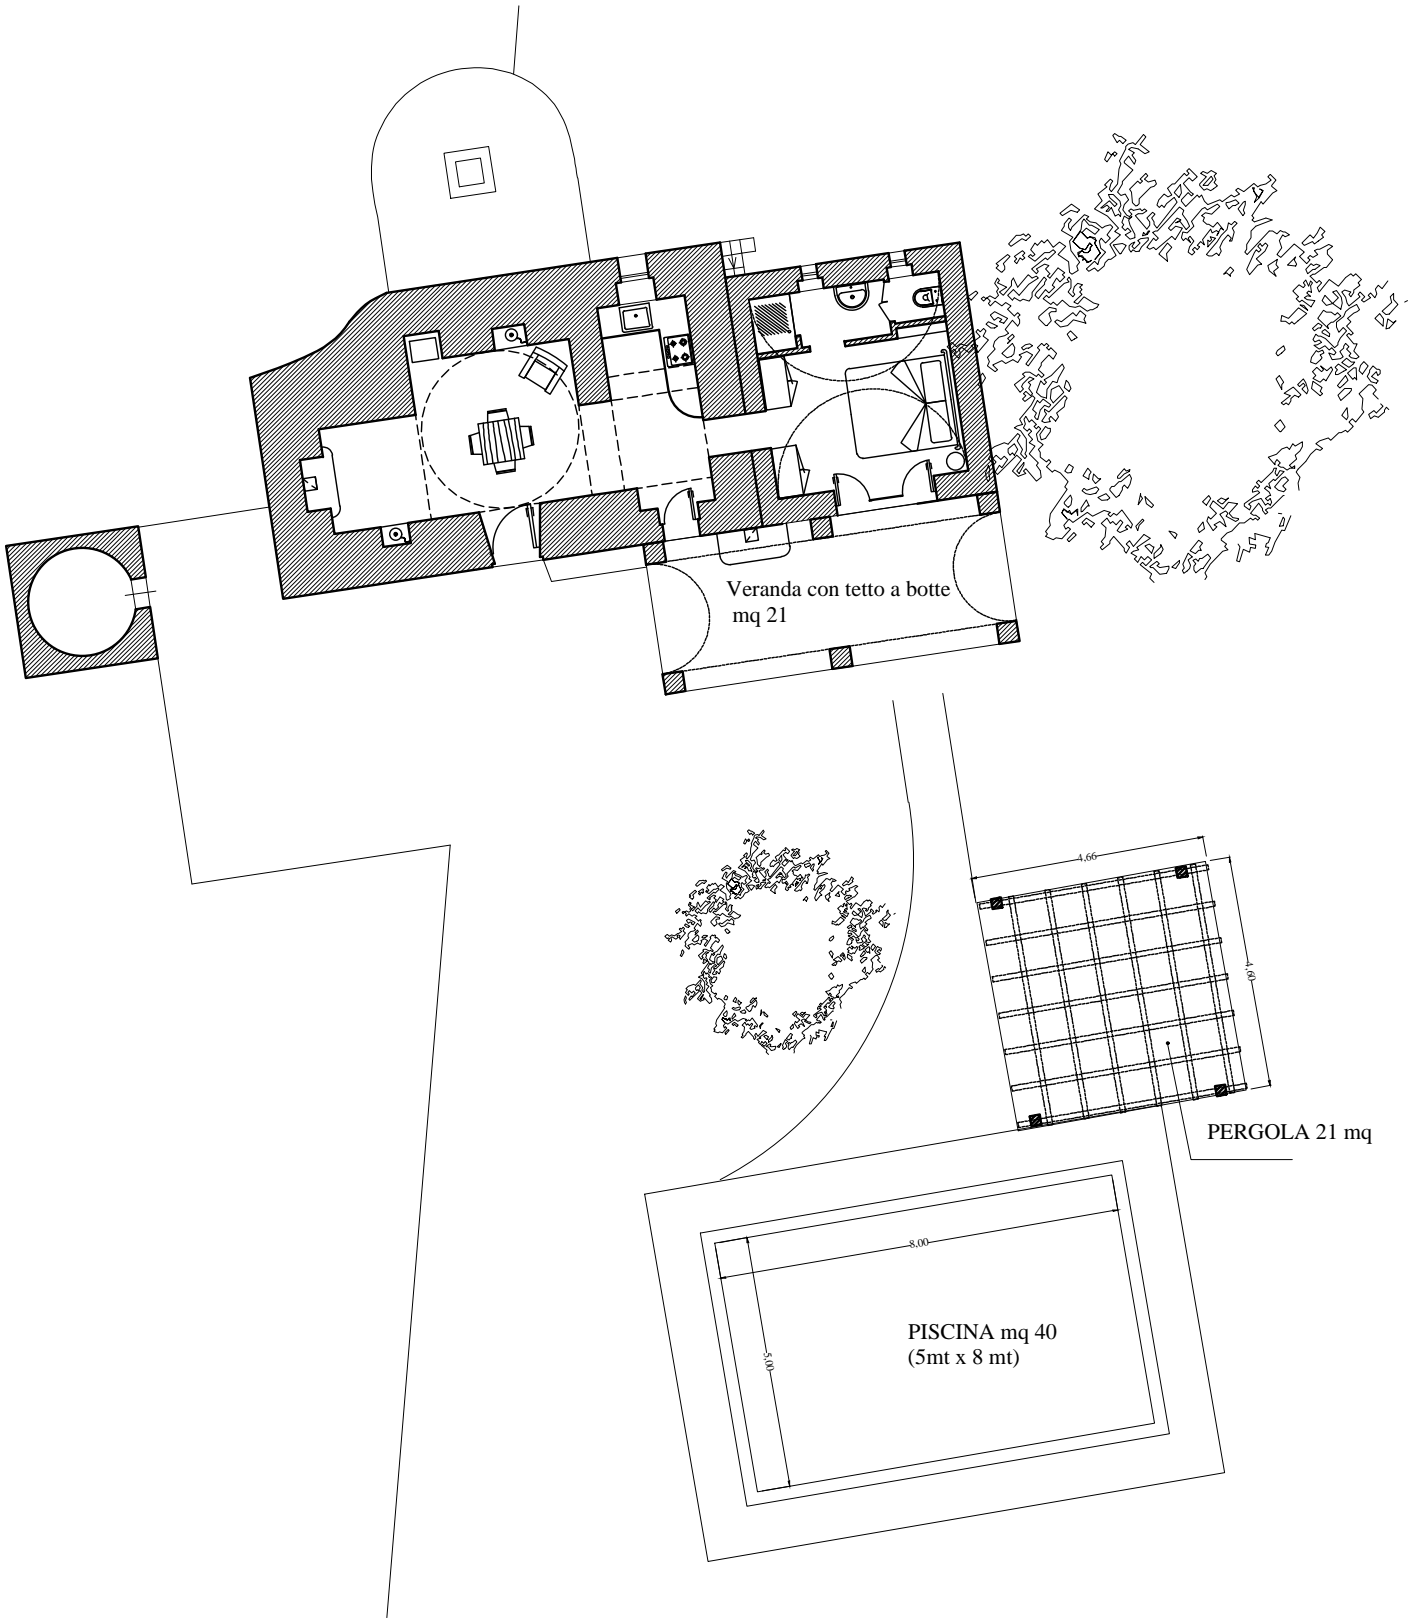 Veranda con tetto a botte
mq 21
4,66
4,60
PERGOLA 21 mq
8,00
5,00
PISCINA mq 40
(5mt x 8 mt)